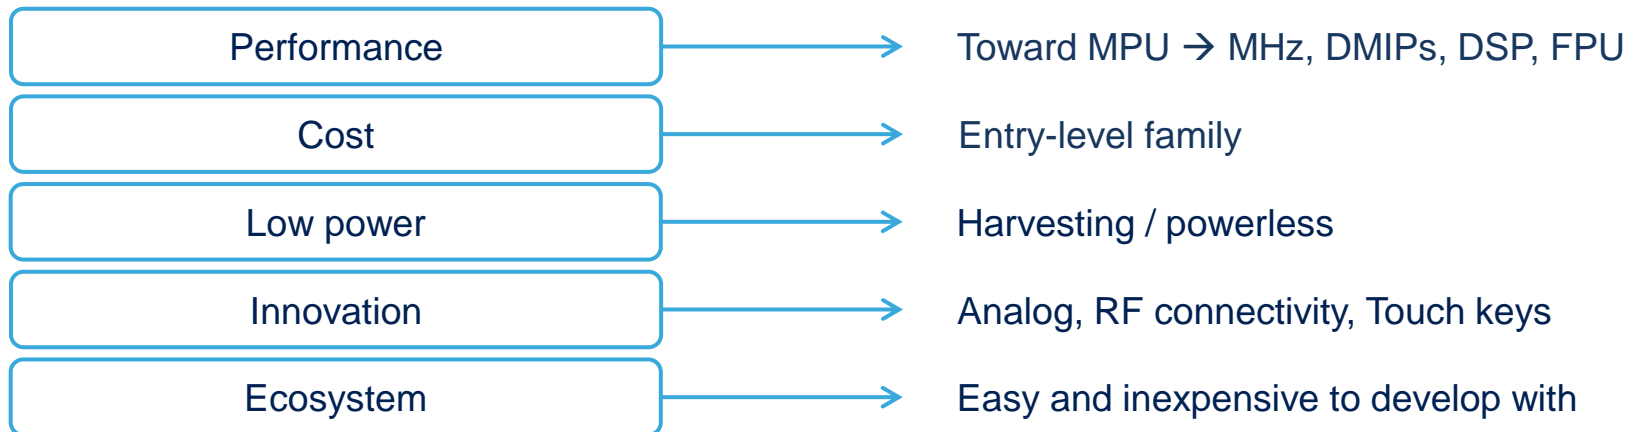 Performance Toward MPU → MHz, DMIPs, DSP, FPU
Cost Entry-level family
Low power Harvesting / powerless
Innovation Analog, RF connectivity, Touch keys
Ecosystem Easy and inexpensive to develop with